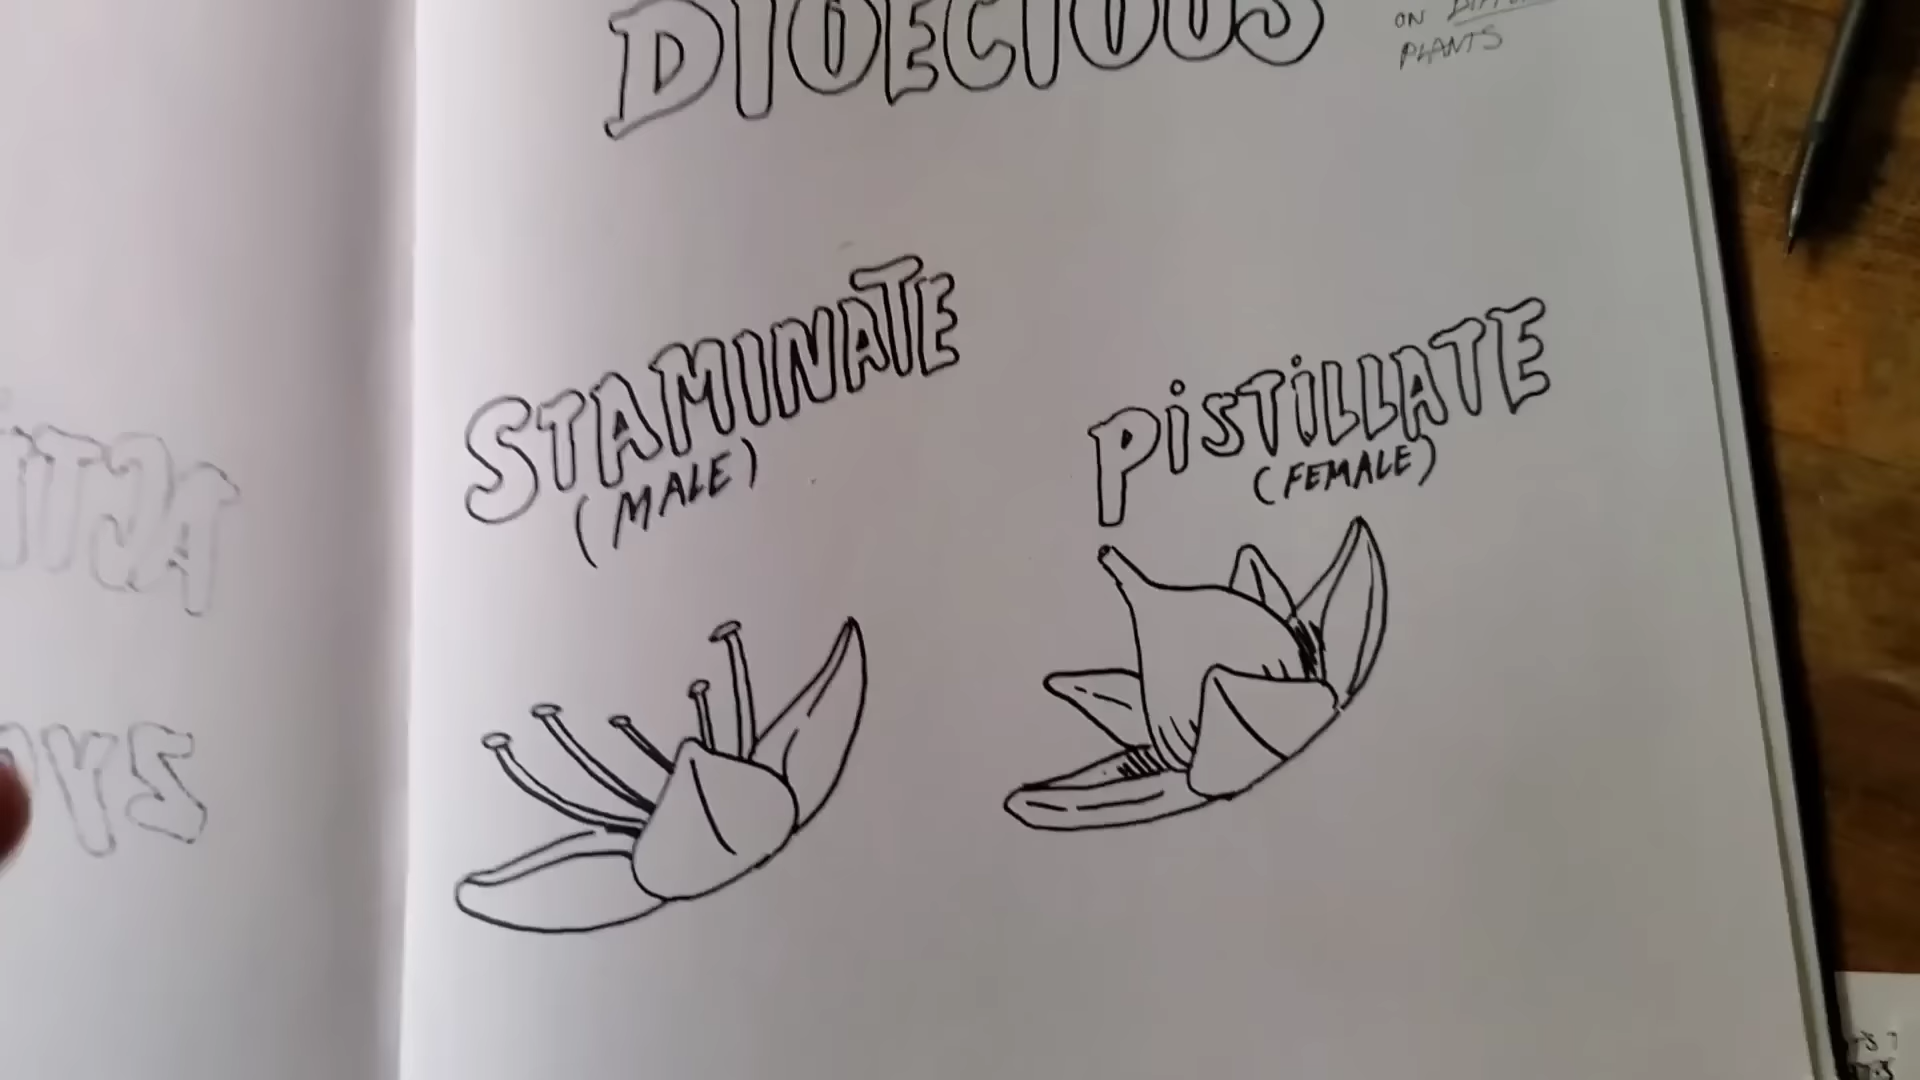 DIOECIOUS
ON
PLANTS
STAMINATE
(MALE)
PiSTiLLATE
(FEMALE)